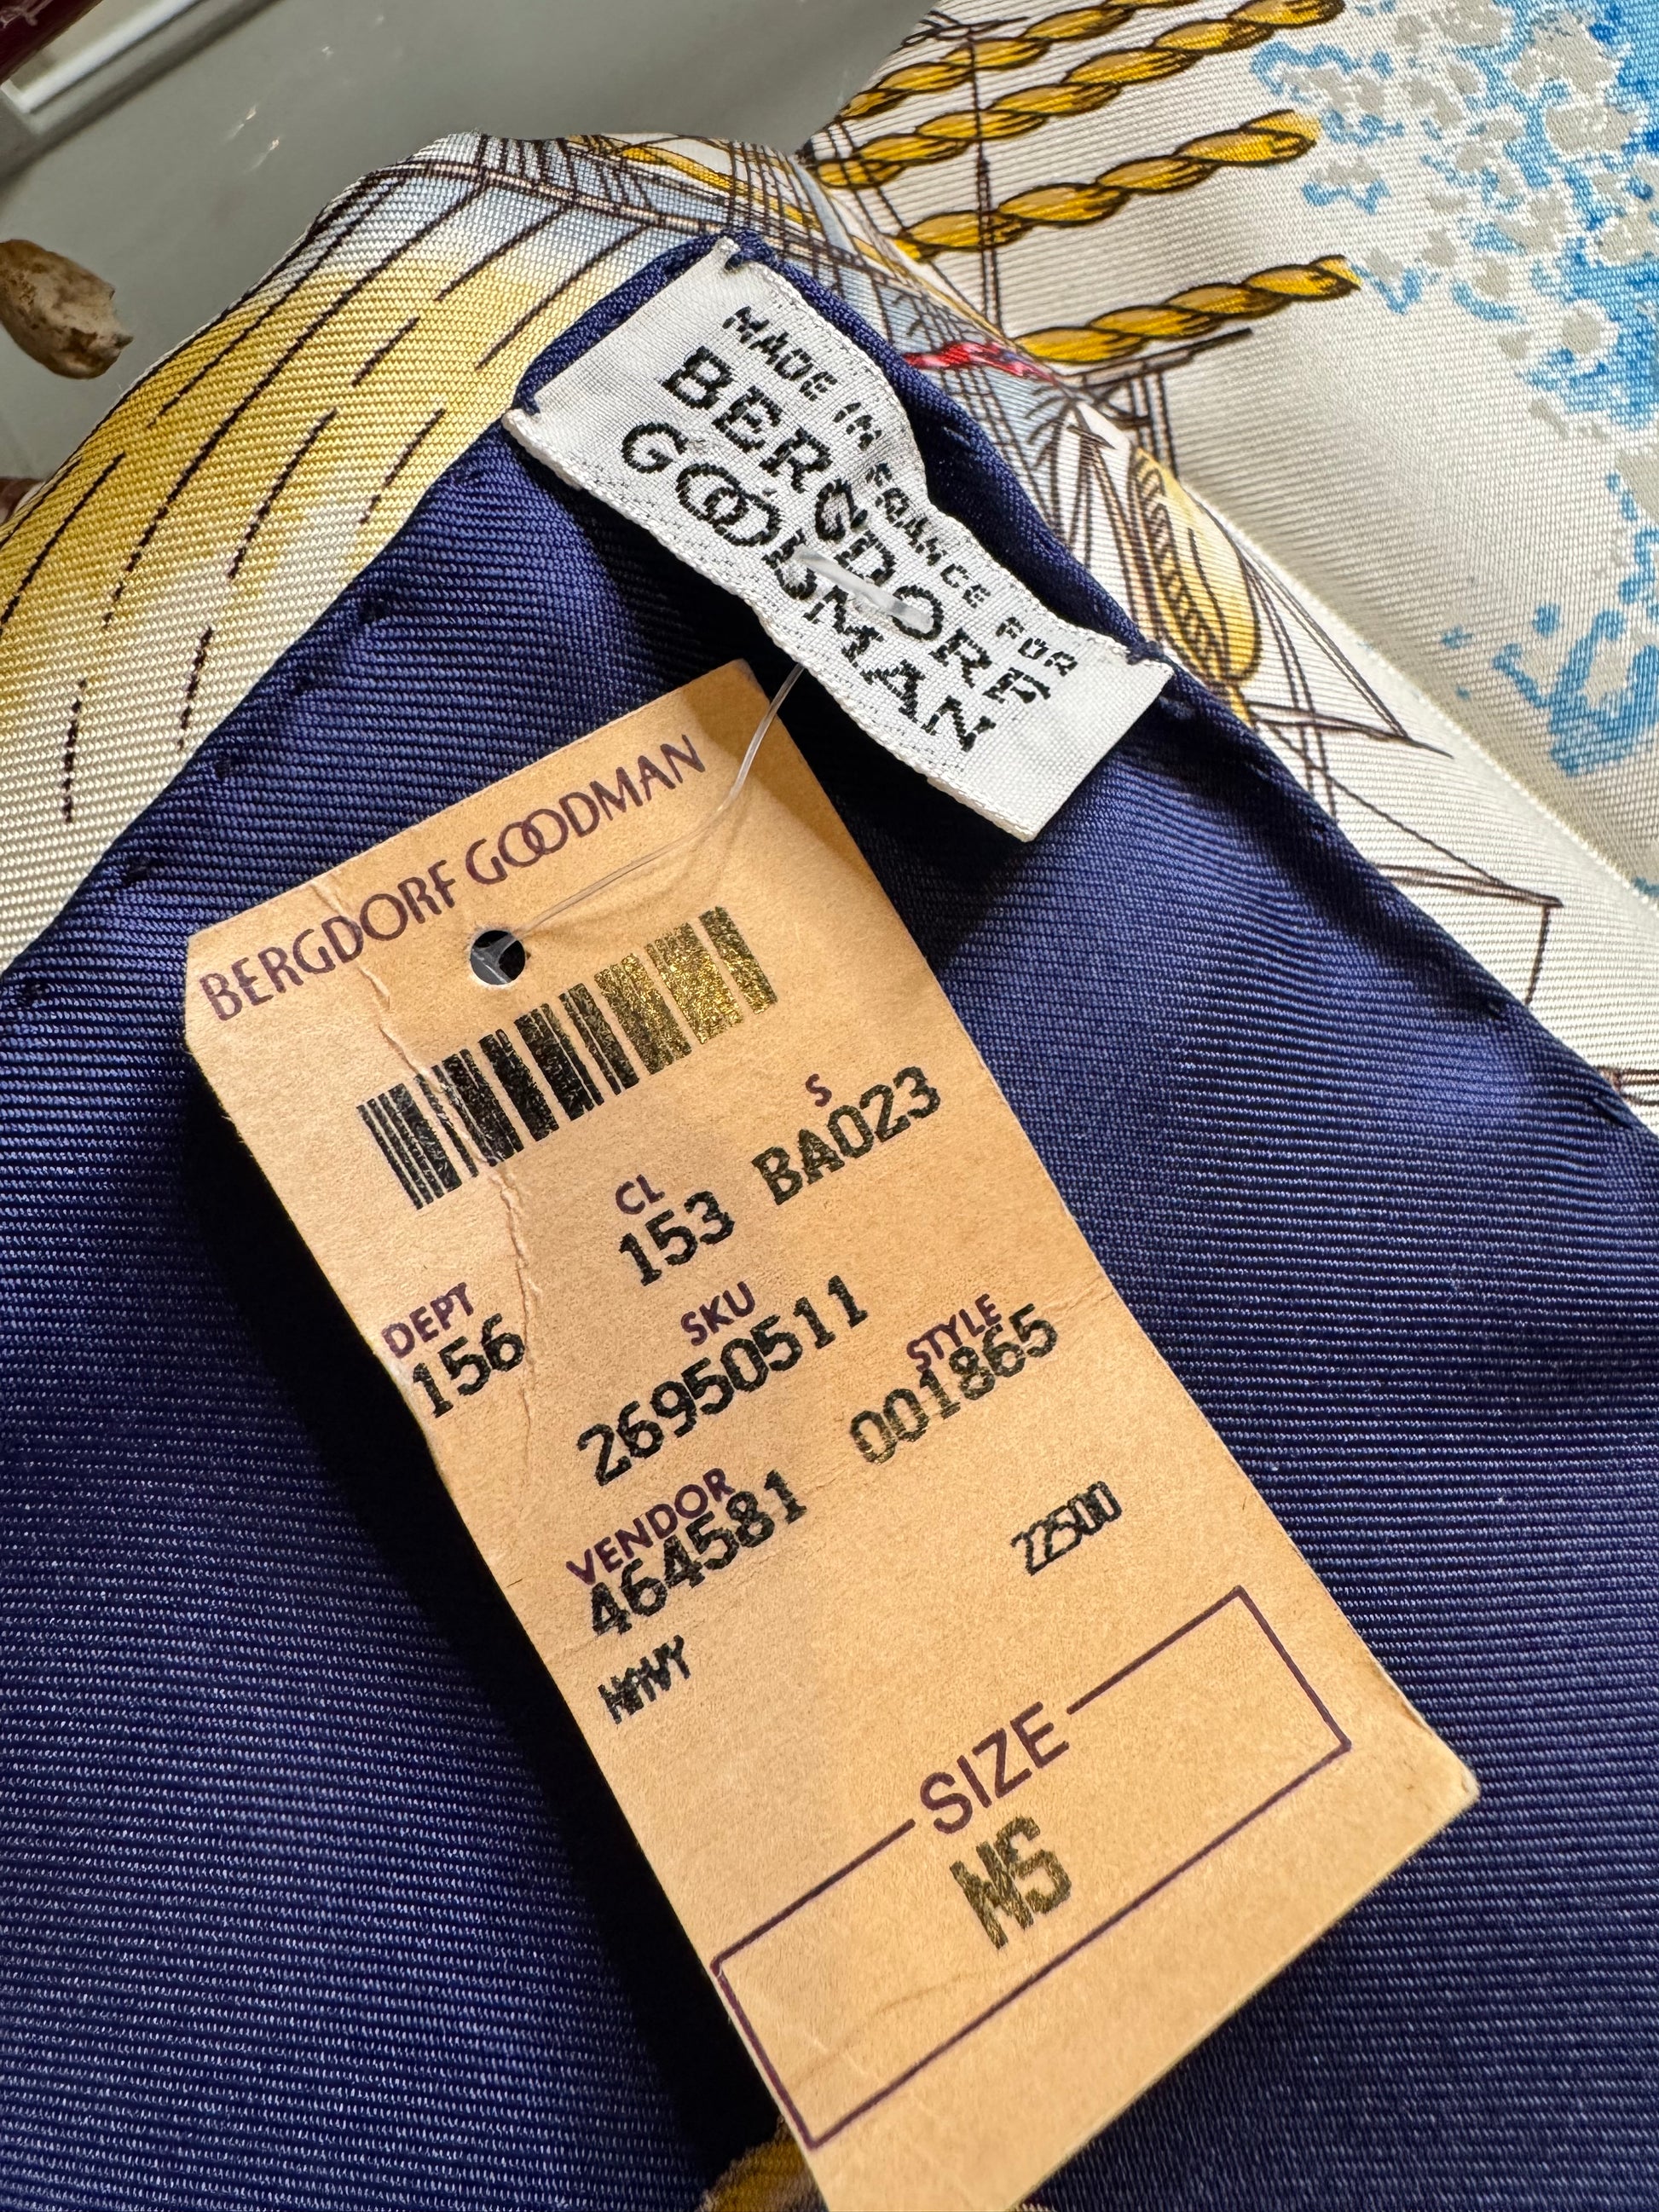 MADE IN FRANCE FOR
BERGDORF
GOODMAN
BERGDORF GOODMAN
CL S
153 BA023
DEPT
156
SKU
26950511
STYLE
001865
VENDOR
464581
22500
NAVY
SIZE
NS